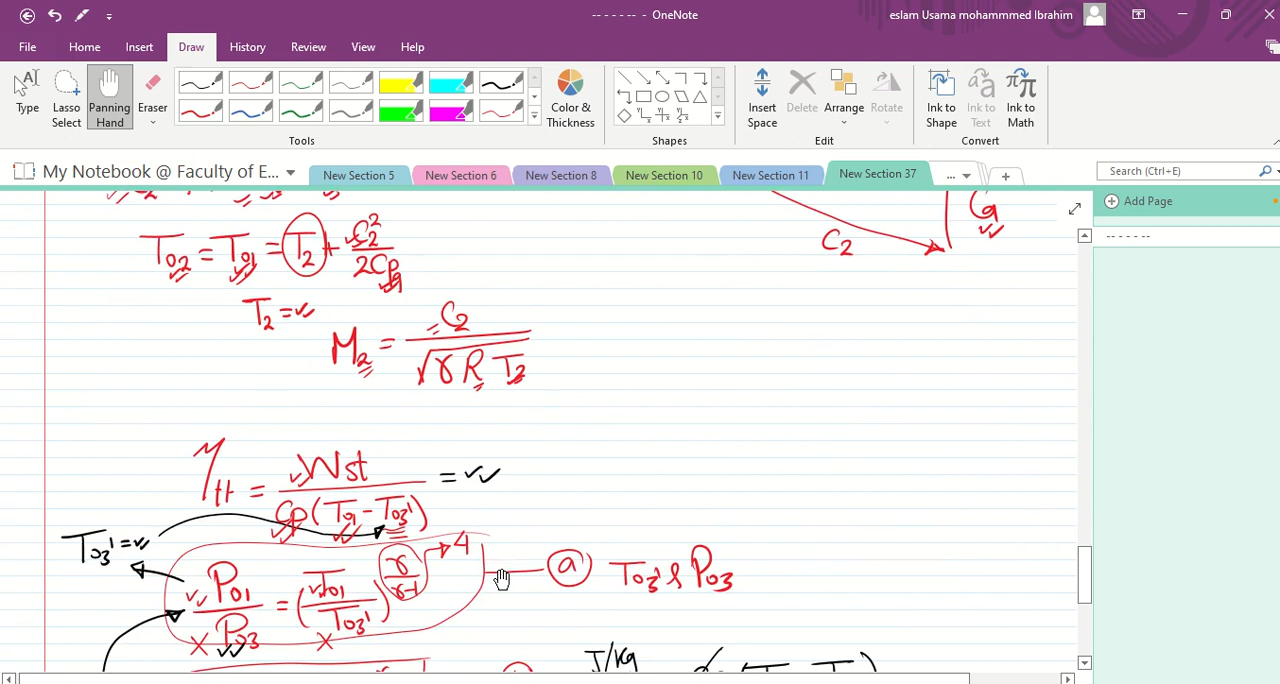 - - - - - - - OneNote
eslam Usama mohammmed Ibrahim
File Home Insert Draw History Review View Help
Type
Lasso Select
Panning Hand
Eraser
Color & Thickness
Insert Space
Delete
Arrange
Rotate
Ink to Shape
Ink to Text
Ink to Math
Tools
Shapes
Edit
Convert
My Notebook @ Faculty of E...
New Section 5
New Section 6
New Section 8
New Section 10
New Section 11
New Section 37
...
Search (Ctrl+E)
Add Page
- - - - - -
T02 = T01 = T2 + C2² / 2Cpg
Ca
C2
T2 = ✓
M2 = C2 / √γ R T2
ηtt = Wst / Cp (T01 - T03') = ✓✓
T03' = ✓
P01 / P03 = (T01 / T03')^(γ / γ-1) → 4
a T03' & P03
J/kg